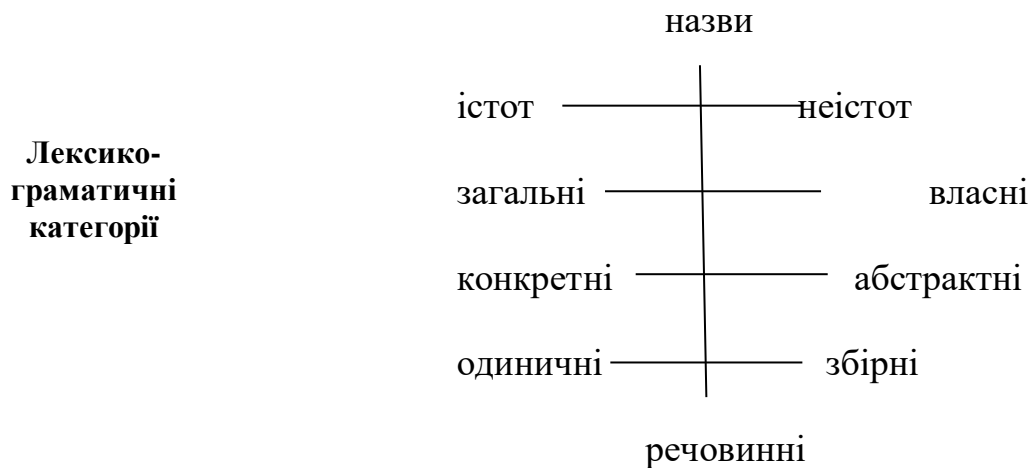 назви
істот неістот
Лексико-
граматичні
категорії
загальні власні
конкретні абстрактні
одиничні збірні
речовинні